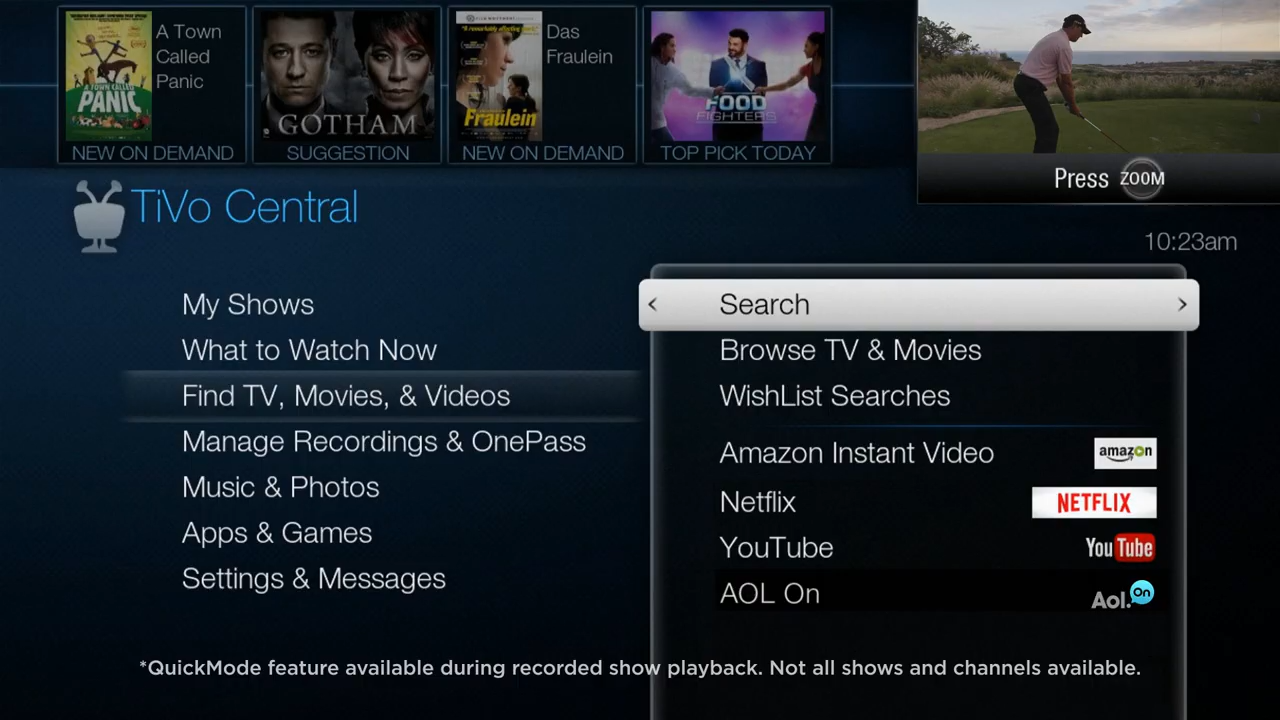 A Town
Called
Panic
A TOWN CALLED
PANIC
NEW ON DEMAND
GOTHAM
SUGGESTION
Das
Fraulein
Fraulein
NEW ON DEMAND
FOOD
FIGHTERS
TOP PICK TODAY
Press ZOOM
TiVo Central
10:23am
My Shows
What to Watch Now
Find TV, Movies, & Videos
Manage Recordings & OnePass
Music & Photos
Apps & Games
Settings & Messages
Search
Browse TV & Movies
WishList Searches
Amazon Instant Video
amazon
Netflix
NETFLIX
YouTube
YouTube
AOL On
Aol. On
*QuickMode feature available during recorded show playback. Not all shows and channels available.